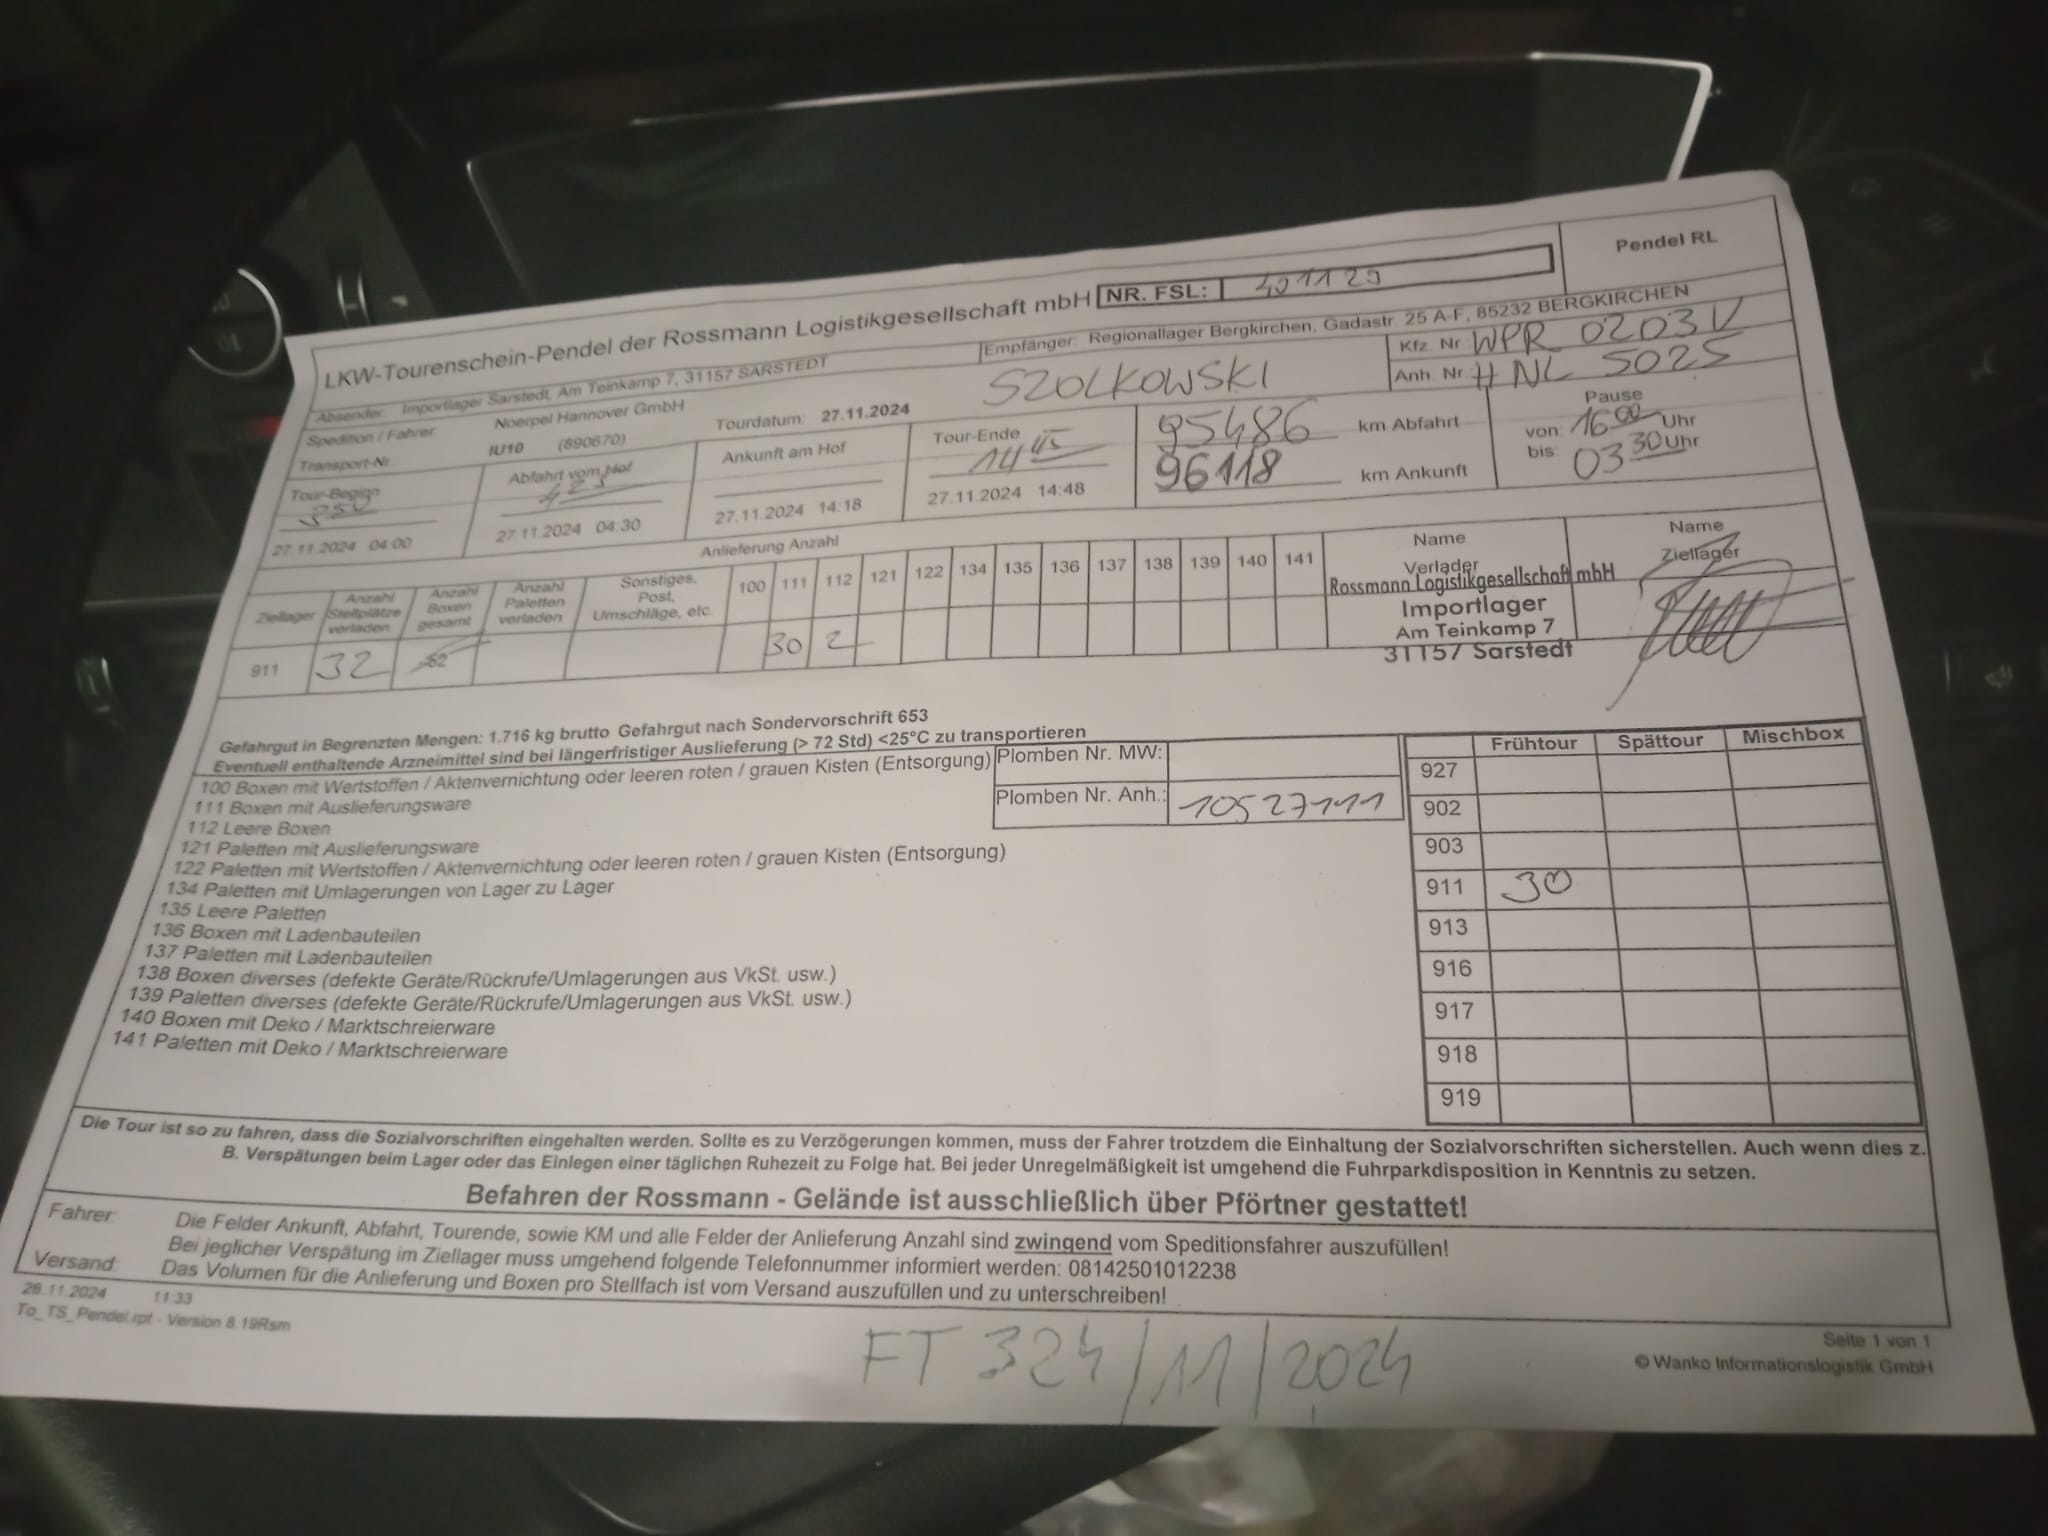 Pendel RL
LKW-Tourenschein-Pendel der Rossmann Logistikgesellschaft mbH NR. FSL: 401129
Absender: Importlager Sarstedt, Am Teinkamp 7, 31157 SARSTEDT
Empfänger: Regionallager Bergkirchen, Gadastr. 25 A-F, 85232 BERGKIRCHEN
Spedition / Fahrer: Noerpel Hannover GmbH SZOLKOWSKI
Kfz. Nr. WPR 0203V
Anh. Nr. H NL 5025
Transport-Nr.: IU10 (890670) Tourdatum: 27.11.2024
Tour-Beginn Abfahrt vom Hof Ankunft am Hof Tour-Ende
350 425 14 45
27.11.2024 04:00 27.11.2024 04:30 27.11.2024 14:18 27.11.2024 14:48
95486 km Abfahrt
96118 km Ankunft
Pause
von: 16 00 Uhr
bis: 03 30 Uhr
Anlieferung Anzahl
Ziellager Anzahl Stellplätze verladen Anzahl Boxen gesamt Anzahl Paletten verladen Sonstiges, Post, Umschläge, etc. 100 111 112 121 122 134 135 136 137 138 139 140 141 Name Verlader Name Ziellager
911 32 30 2
Rossmann Logistikgesellschaft mbH
Importlager
Am Teinkamp 7
31157 Sarstedt
Gefahrgut in Begrenzten Mengen: 1.716 kg brutto Gefahrgut nach Sondervorschrift 653
Eventuell enthaltende Arzneimittel sind bei längerfristiger Auslieferung (> 72 Std) <25°C zu transportieren
100 Boxen mit Wertstoffen / Aktenvernichtung oder leeren roten / grauen Kisten (Entsorgung)
111 Boxen mit Auslieferungsware
112 Leere Boxen
121 Paletten mit Auslieferungsware
122 Paletten mit Wertstoffen / Aktenvernichtung oder leeren roten / grauen Kisten (Entsorgung)
134 Paletten mit Umlagerungen von Lager zu Lager
135 Leere Paletten
136 Boxen mit Ladenbauteilen
137 Paletten mit Ladenbauteilen
138 Boxen diverses (defekte Geräte/Rückrufe/Umlagerungen aus VkSt. usw.)
139 Paletten diverses (defekte Geräte/Rückrufe/Umlagerungen aus VkSt. usw.)
140 Boxen mit Deko / Marktschreierware
141 Paletten mit Deko / Marktschreierware
Plomben Nr. MW:
Plomben Nr. Anh.: 10527111
Frühtour Spättour Mischbox
927
902
903
911 30
913
916
917
918
919
Die Tour ist so zu fahren, dass die Sozialvorschriften eingehalten werden. Sollte es zu Verzögerungen kommen, muss der Fahrer trotzdem die Einhaltung der Sozialvorschriften sicherstellen. Auch wenn dies z.
B. Verspätungen beim Lager oder das Einlegen einer täglichen Ruhezeit zu Folge hat. Bei jeder Unregelmäßigkeit ist umgehend die Fuhrparkdisposition in Kenntnis zu setzen.
Befahren der Rossmann - Gelände ist ausschließlich über Pförtner gestattet!
Fahrer: Die Felder Ankunft, Abfahrt, Tourende, sowie KM und alle Felder der Anlieferung Anzahl sind zwingend vom Speditionsfahrer auszufüllen!
Bei jeglicher Verspätung im Ziellager muss umgehend folgende Telefonnummer informiert werden: 08142501012238
Versand: Das Volumen für die Anlieferung und Boxen pro Stellfach ist vom Versand auszufüllen und zu unterschreiben!
26.11.2024 11:33
To_TS_Pendel.rpt - Version 8.19Rsm
Seite 1 von 1
© Wanko Informationslogistik GmbH
FT 324/11/2024